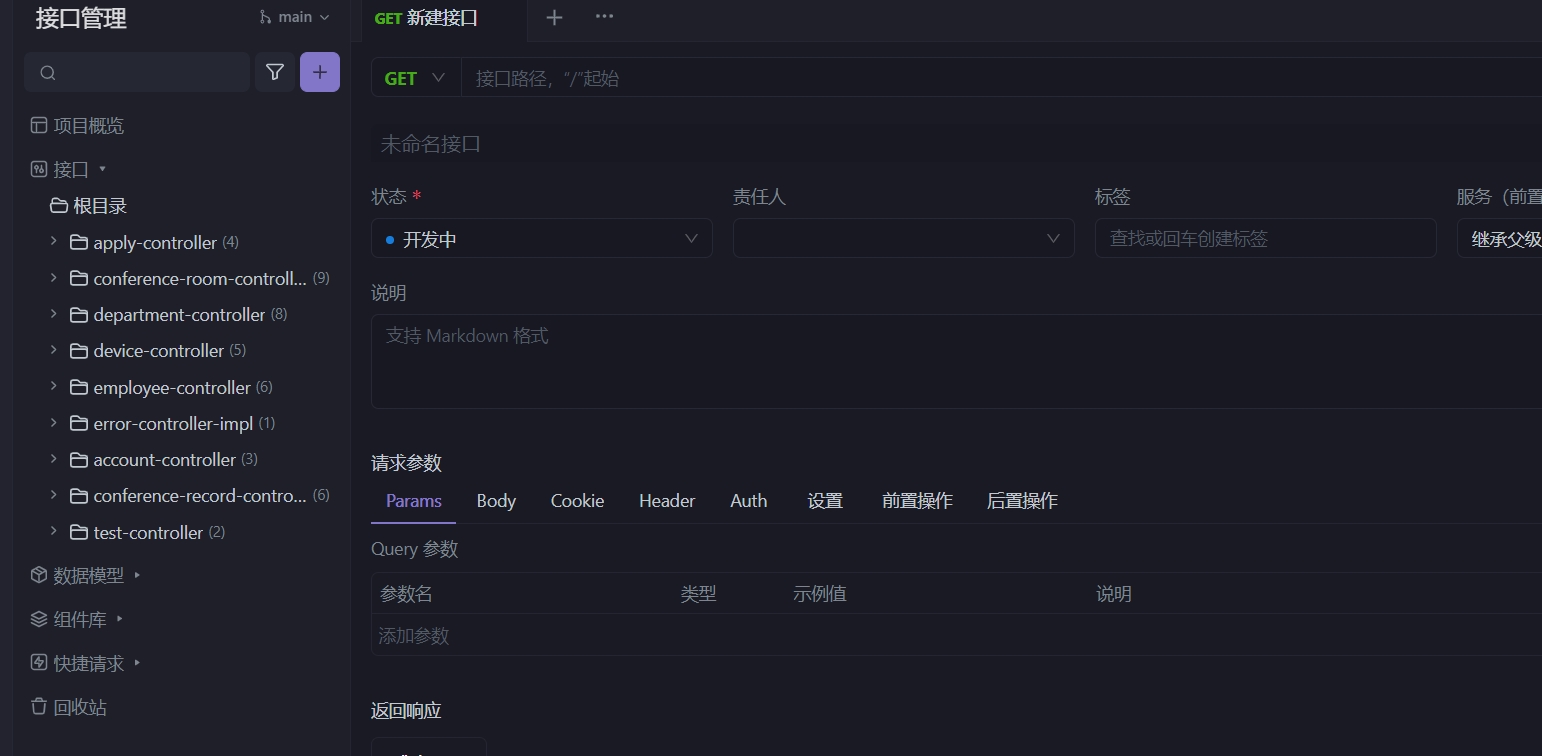 接口管理
main
项目概览
接口
根目录
apply-controller (4)
conference-room-controll... (9)
department-controller (8)
device-controller (5)
employee-controller (6)
error-controller-impl (1)
account-controller (3)
conference-record-contro... (6)
test-controller (2)
数据模型
组件库
快捷请求
回收站
GET 新建接口
GET 接口路径，“/”起始
未命名接口
状态 * 责任人 标签 服务（前置
开发中 查找或回车创建标签 继承父级
说明
支持 Markdown 格式
请求参数
Params Body Cookie Header Auth 设置 前置操作 后置操作
Query 参数
参数名 类型 示例值 说明
添加参数
返回响应